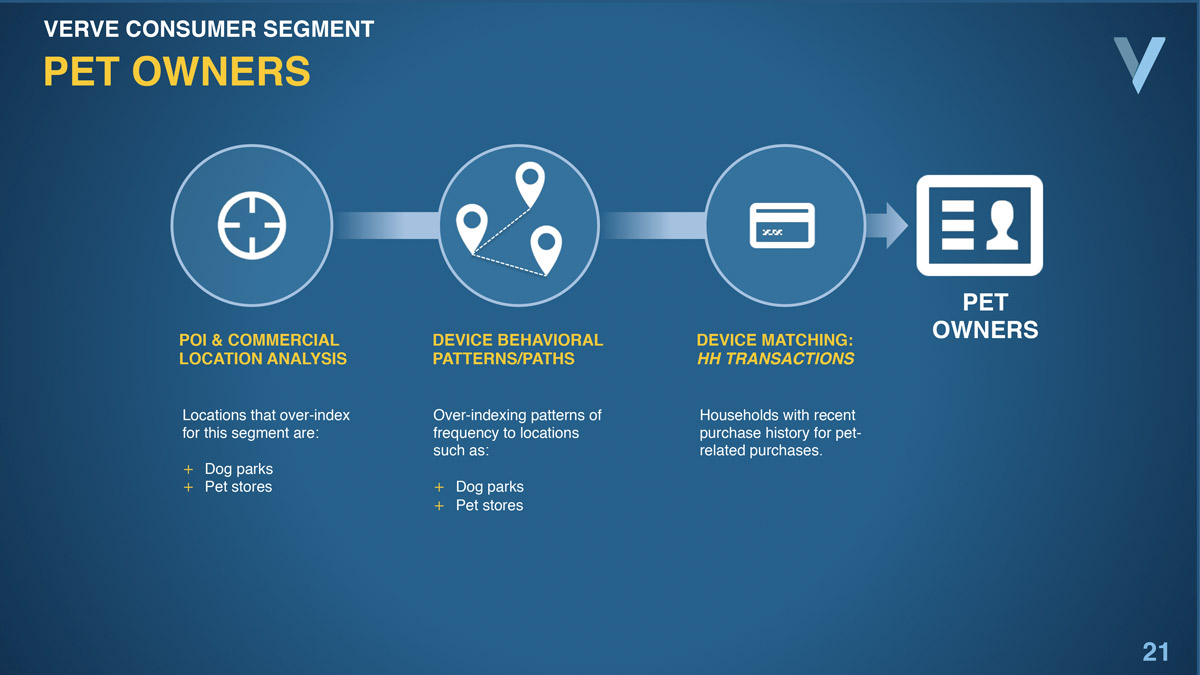 VERVE CONSUMER SEGMENT
PET OWNERS
POI & COMMERCIAL
LOCATION ANALYSIS
Locations that over-index
for this segment are:
+ Dog parks
+ Pet stores
DEVICE BEHAVIORAL
PATTERNS/PATHS
Over-indexing patterns of
frequency to locations
such as:
+ Dog parks
+ Pet stores
DEVICE MATCHING:
HH TRANSACTIONS
Households with recent
purchase history for pet-
related purchases.
PET
OWNERS
21